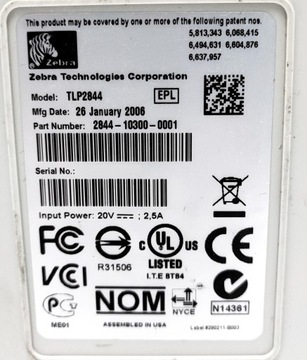 This product may be covered by one or more of the following patent nos.
5,813,343 6,068,415
6,494,631 6,604,876
6,637,957
Zebra
Zebra Technologies Corporation
Model: TLP2844 EPL
Mfg Date: 26 January 2006
Part Number: 2844-10300-0001
Serial No.:
Input Power: 20V ⎓ ; 2,5A
FC C UL US CE
R31506 LISTED
I.T.E BT84
VCI
PG NOM NYCE N14361
ME01 ASSEMBLED IN USA